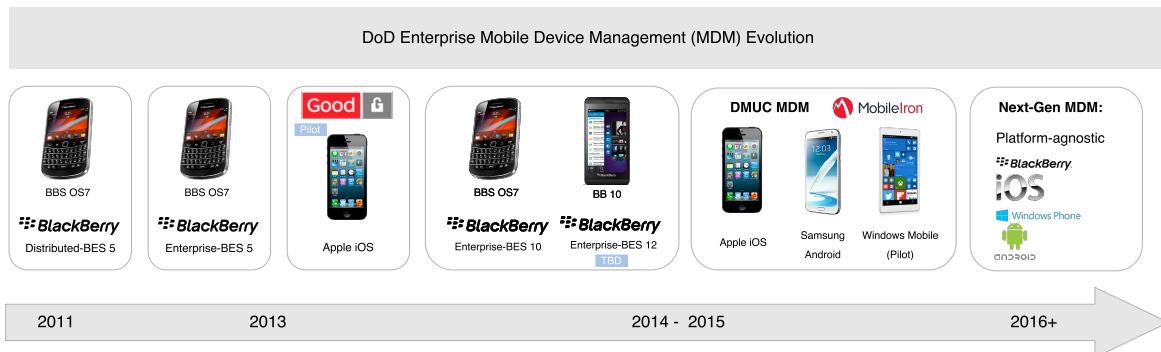 DoD Enterprise Mobile Device Management (MDM) Evolution
BBS OS7
BlackBerry
Distributed-BES 5
BBS OS7
BlackBerry
Enterprise-BES 5
Good
Pilot
Apple iOS
BBS OS7
BlackBerry
Enterprise-BES 10
BB 10
BlackBerry
Enterprise-BES 12
TBD
DMUC MDM
MobileIron
Apple iOS
Samsung
Android
Windows Mobile
(Pilot)
Next-Gen MDM:
Platform-agnostic
BlackBerry
iOS
Windows Phone
ANDROID
2011
2013
2014 - 2015
2016+